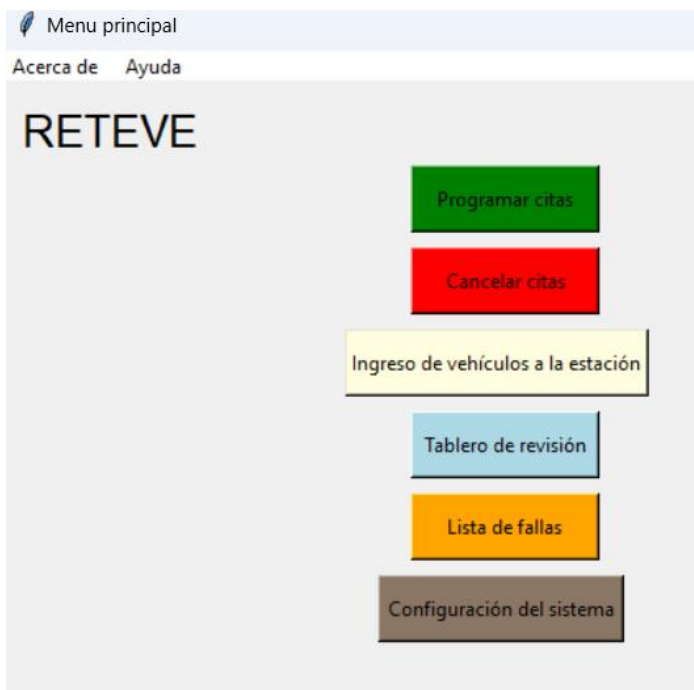 Menu principal
Acerca de Ayuda
RETEVE
Programar citas
Cancelar citas
Ingreso de vehículos a la estación
Tablero de revisión
Lista de fallas
Configuración del sistema